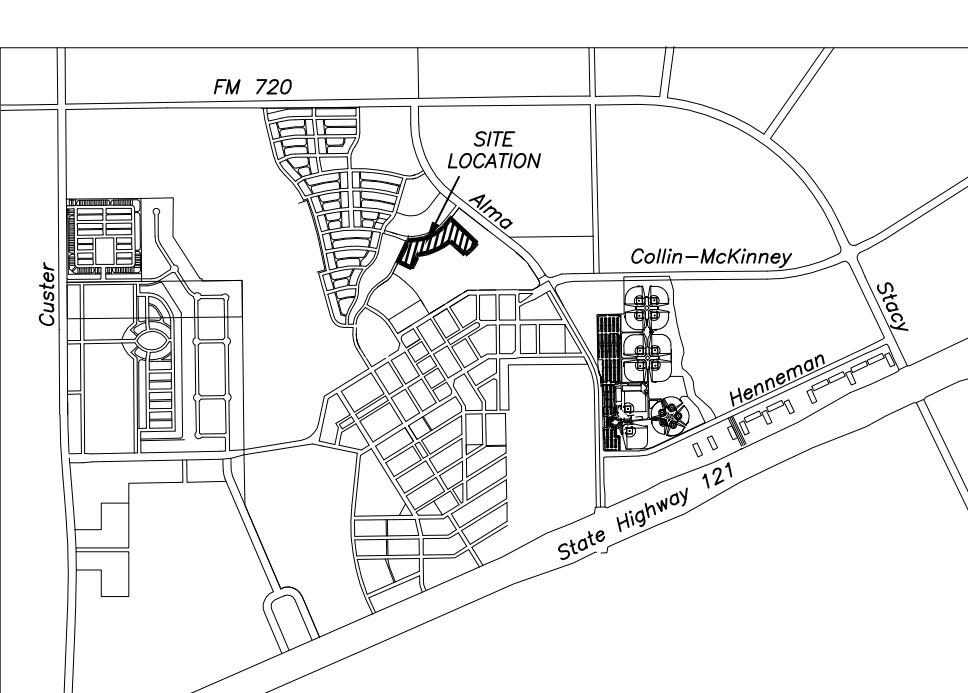 FM 720
SITE
LOCATION
Alma
Collin-McKinney
Custer
Stacy
Henneman
State Highway 121